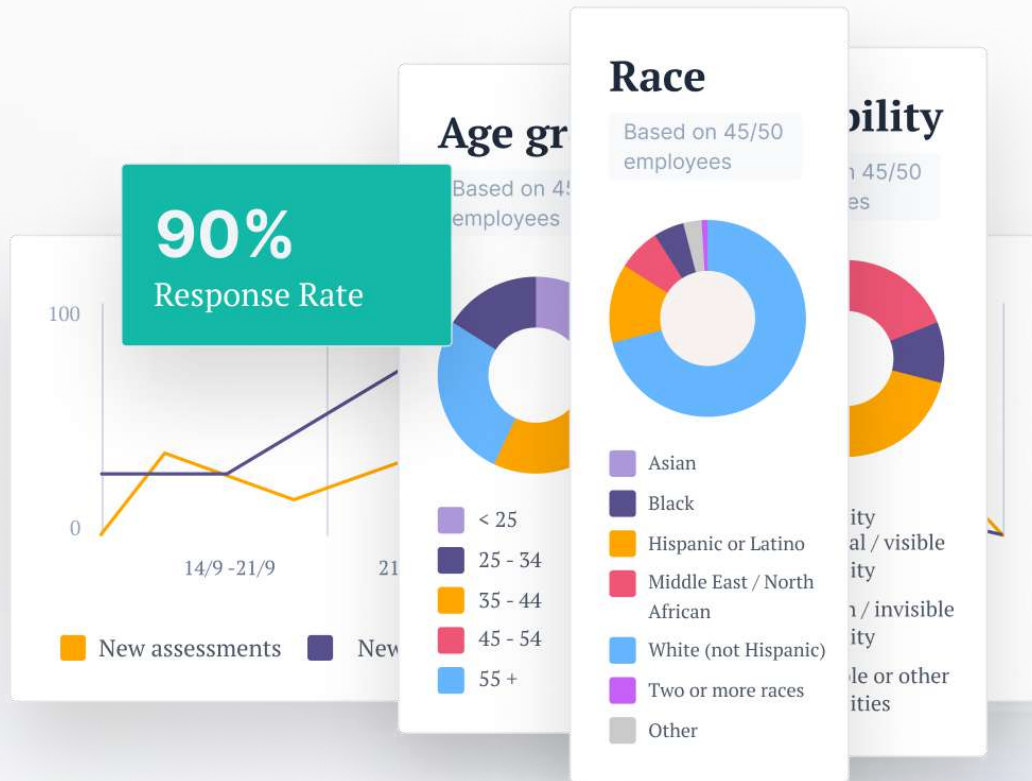 90%
Response Rate
100
0
14/9 -21/9
21
New assessments
New
Age gr
Based on 45
employees
< 25
25 - 34
35 - 44
45 - 54
55 +
Race
Based on 45/50
employees
Asian
Black
Hispanic or Latino
Middle East / North
African
White (not Hispanic)
Two or more races
Other
bility
45/50
es
ity
al / visible
ity
/ invisible
ity
le or other
ities